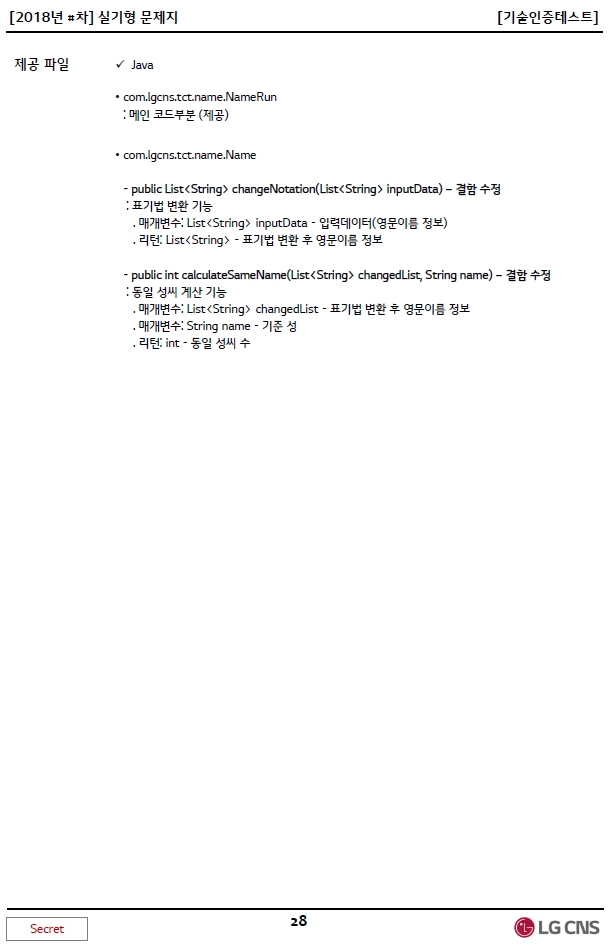 [2018년 #차] 실기형 문제지 [기술인증테스트]
제공 파일 ✓ Java
• com.lgcns.tct.name.NameRun
: 메인 코드부분 (제공)
• com.lgcns.tct.name.Name
- public List<String> changeNotation(List<String> inputData) – 결함 수정
: 표기법 변환 기능
. 매개변수: List<String> inputData - 입력데이터(영문이름 정보)
. 리턴: List<String> - 표기법 변환 후 영문이름 정보
- public int calculateSameName(List<String> changedList, String name) – 결함 수정
: 동일 성씨 계산 기능
. 매개변수: List<String> changedList - 표기법 변환 후 영문이름 정보
. 매개변수: String name - 기준 성
. 리턴: int - 동일 성씨 수
Secret 28 LG CNS